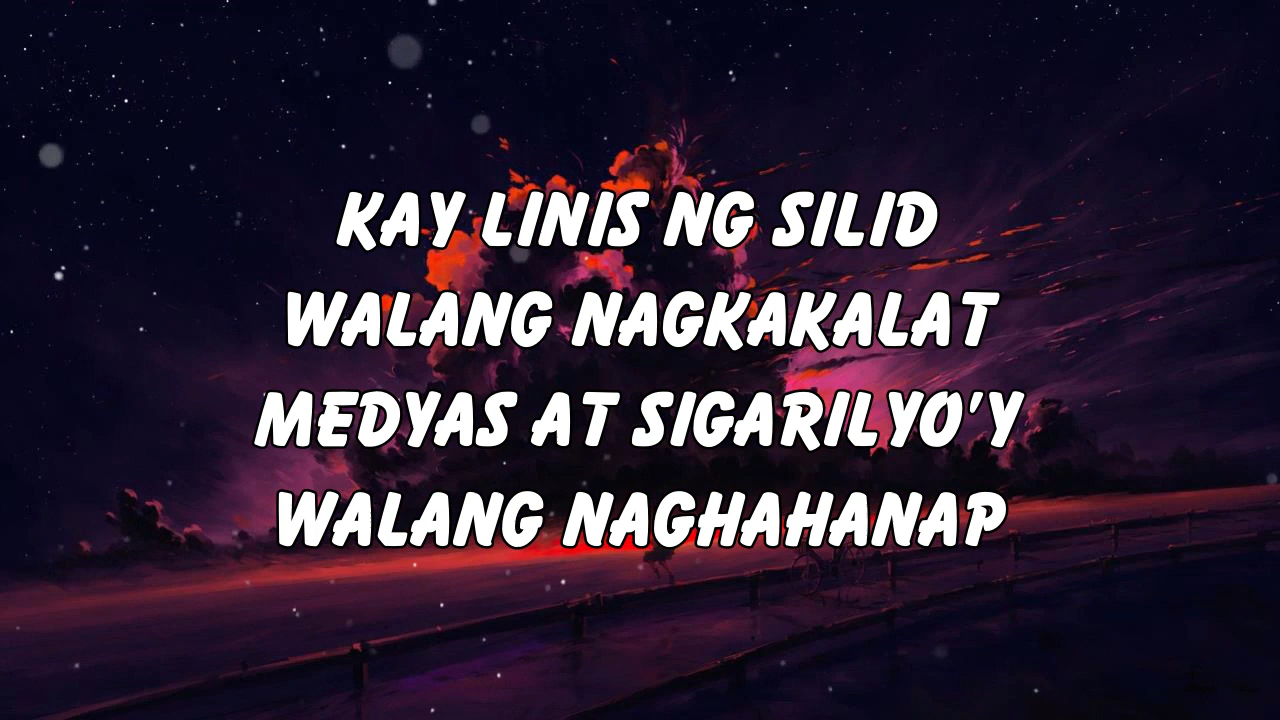 KAY LINIS NG SILID
WALANG NAGKAKALAT
MEDYAS AT SIGARILYO'Y
WALANG NAGHAHANAP